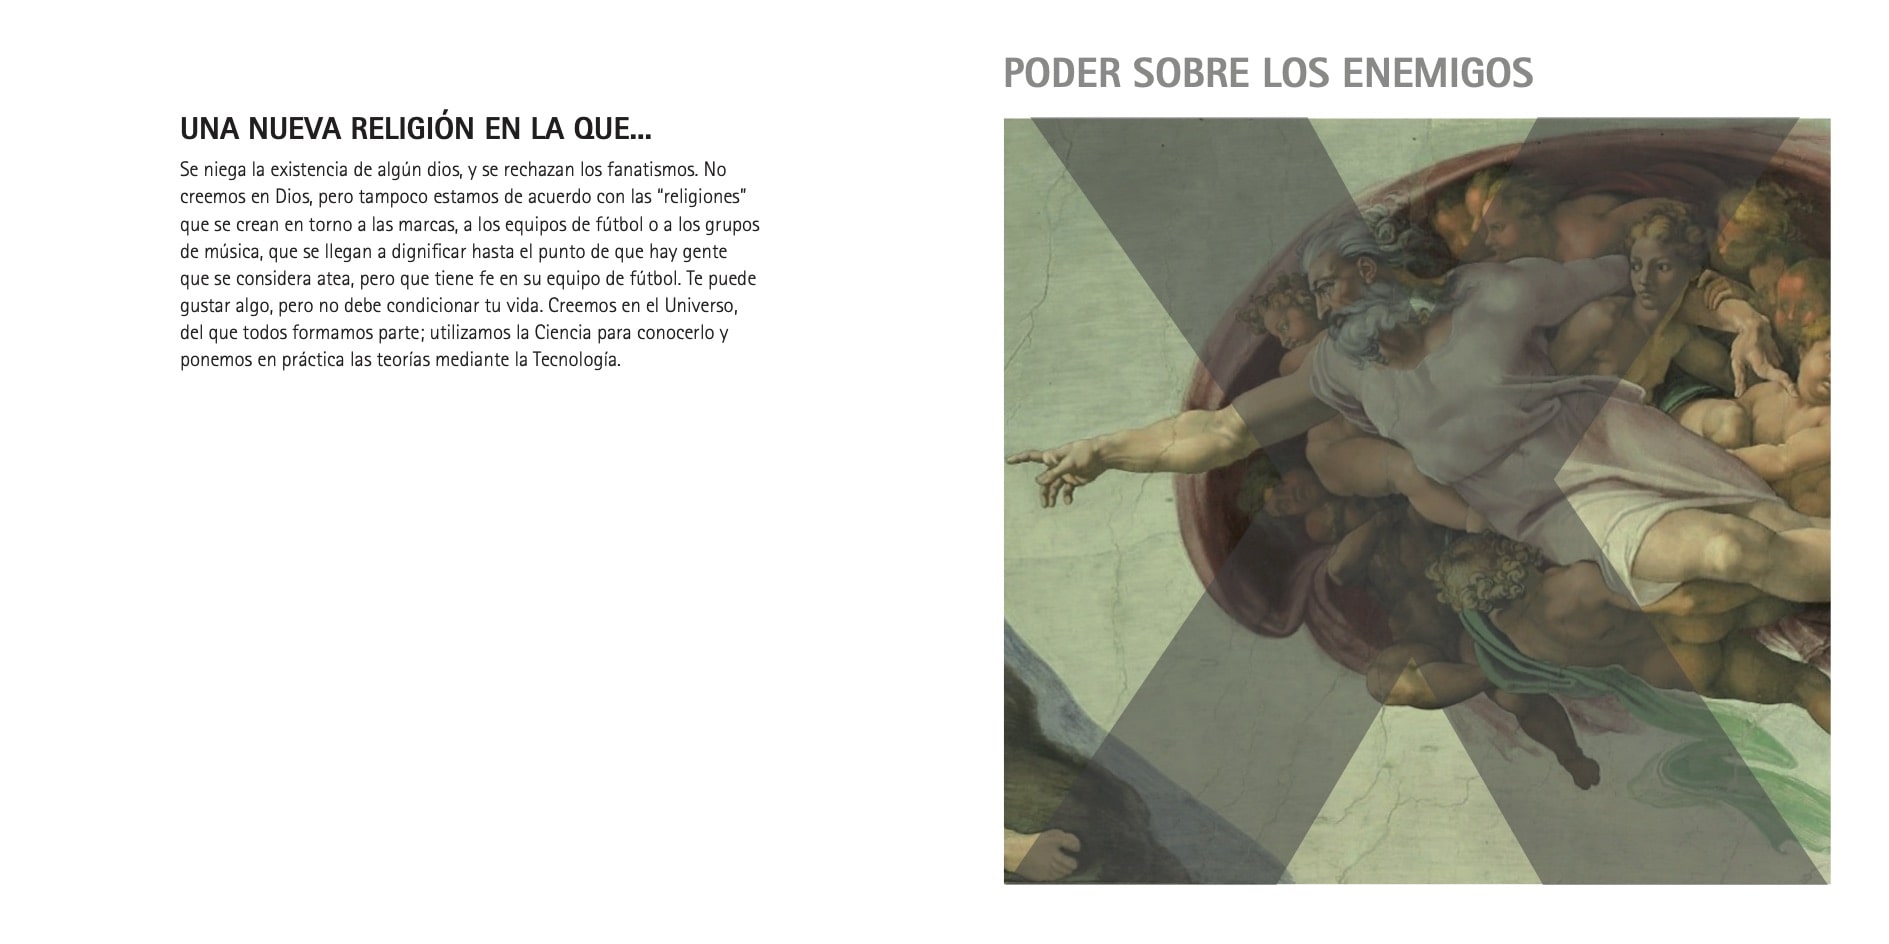 UNA NUEVA RELIGIÓN EN LA QUE...
Se niega la existencia de algún dios, y se rechazan los fanatismos. No
creemos en Dios, pero tampoco estamos de acuerdo con las “religiones”
que se crean en torno a las marcas, a los equipos de fútbol o a los grupos
de música, que se llegan a dignificar hasta el punto de que hay gente
que se considera atea, pero que tiene fe en su equipo de fútbol. Te puede
gustar algo, pero no debe condicionar tu vida. Creemos en el Universo,
del que todos formamos parte; utilizamos la Ciencia para conocerlo y
ponemos en práctica las teorías mediante la Tecnología.
PODER SOBRE LOS ENEMIGOS